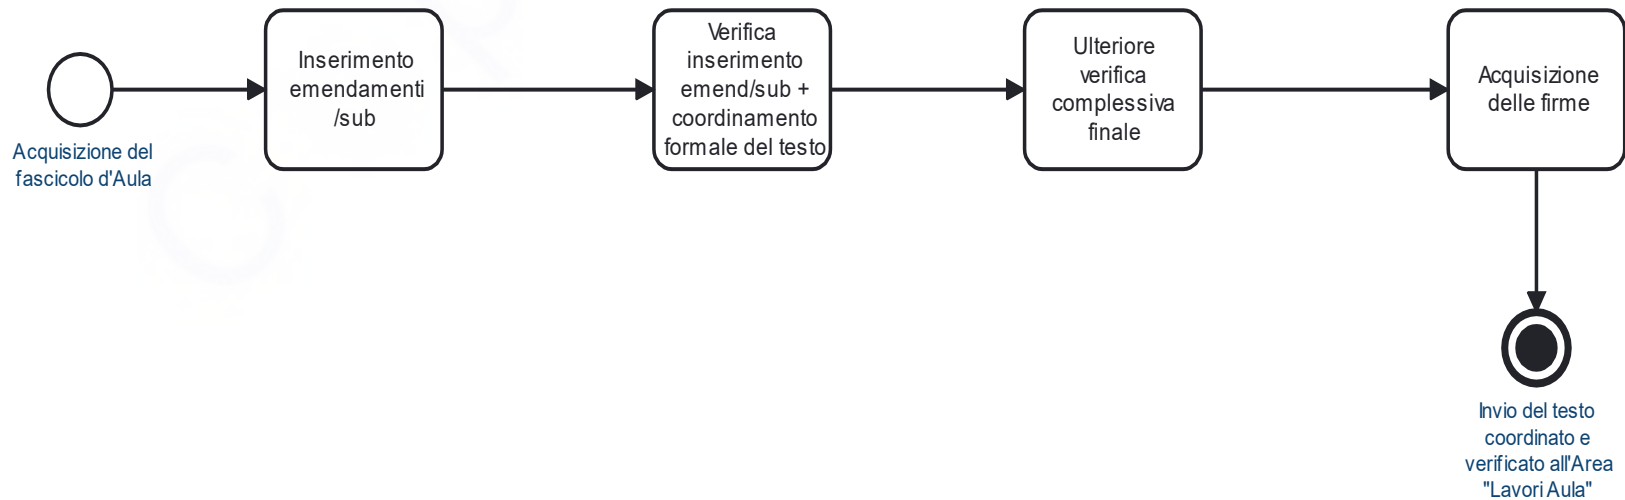 Acquisizione del
fascicolo d'Aula
Inserimento
emendamenti
/sub
Verifica
inserimento
emend/sub +
coordinamento
formale del testo
Ulteriore
verifica
complessiva
finale
Acquisizione
delle firme
Invio del testo
coordinato e
verificato all'Area
"Lavori Aula"